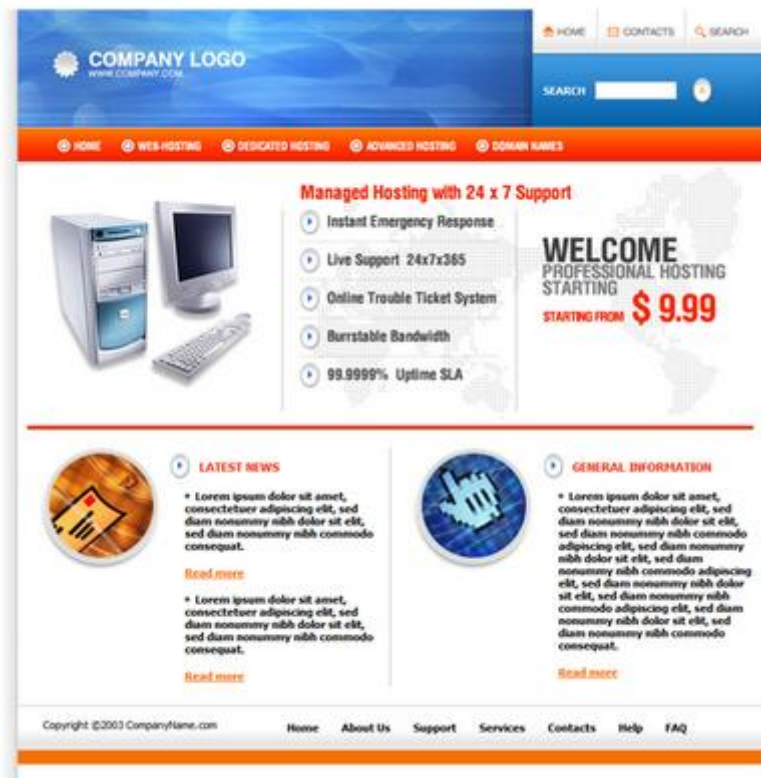 HOME CONTACTS SEARCH
COMPANY LOGO
WWW.COMPANY.COM
SEARCH
HOME WEB-HOSTING DEDICATED HOSTING ADVANCED HOSTING DOMAIN NAMES
Managed Hosting with 24 x 7 Support
Instant Emergency Response
Live Support 24x7x365
Online Trouble Ticket System
Burrstable Bandwidth
99.9999% Uptime SLA
WELCOME
PROFESSIONAL HOSTING
STARTING
STARTING FROM $ 9.99
LATEST NEWS
• Lorem ipsum dolor sit amet,
consectetuer adipiscing elit, sed
diam nonummy nibh dolor sit elit,
sed diam nonummy nibh commodo
consequat.
Read more
• Lorem ipsum dolor sit amet,
consectetuer adipiscing elit, sed
diam nonummy nibh dolor sit elit,
sed diam nonummy nibh commodo
consequat.
Read more
GENERAL INFORMATION
• Lorem ipsum dolor sit amet,
consectetuer adipiscing elit, sed
diam nonummy nibh dolor sit elit,
sed diam nonummy nibh commodo
adipiscing elit, sed diam nonummy
nibh dolor sit elit, sed diam
nonummy nibh commodo adipiscing
elit, sed diam nonummy nibh dolor
sit elit, sed diam nonummy nibh
commodo adipiscing elit, sed diam
nonummy nibh dolor sit elit, sed
diam nonummy nibh commodo
consequat.
Read more
Copyright ©2003 CompanyName.com
Home About Us Support Services Contacts Help FAQ